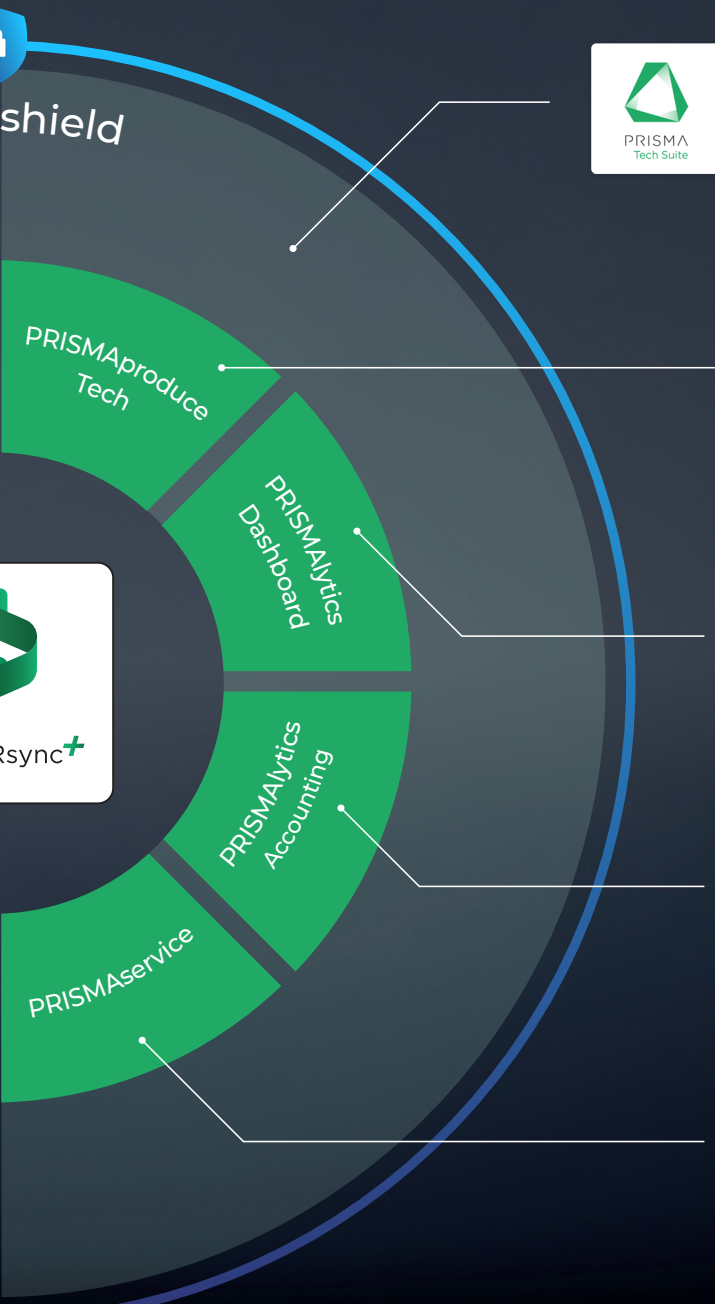 shield
PRISMA
Tech Suite
PRISMAproduce
Tech
PRISMAlytics
Dashboard
Rsync+
PRISMAlytics
Accounting
PRISMAservice